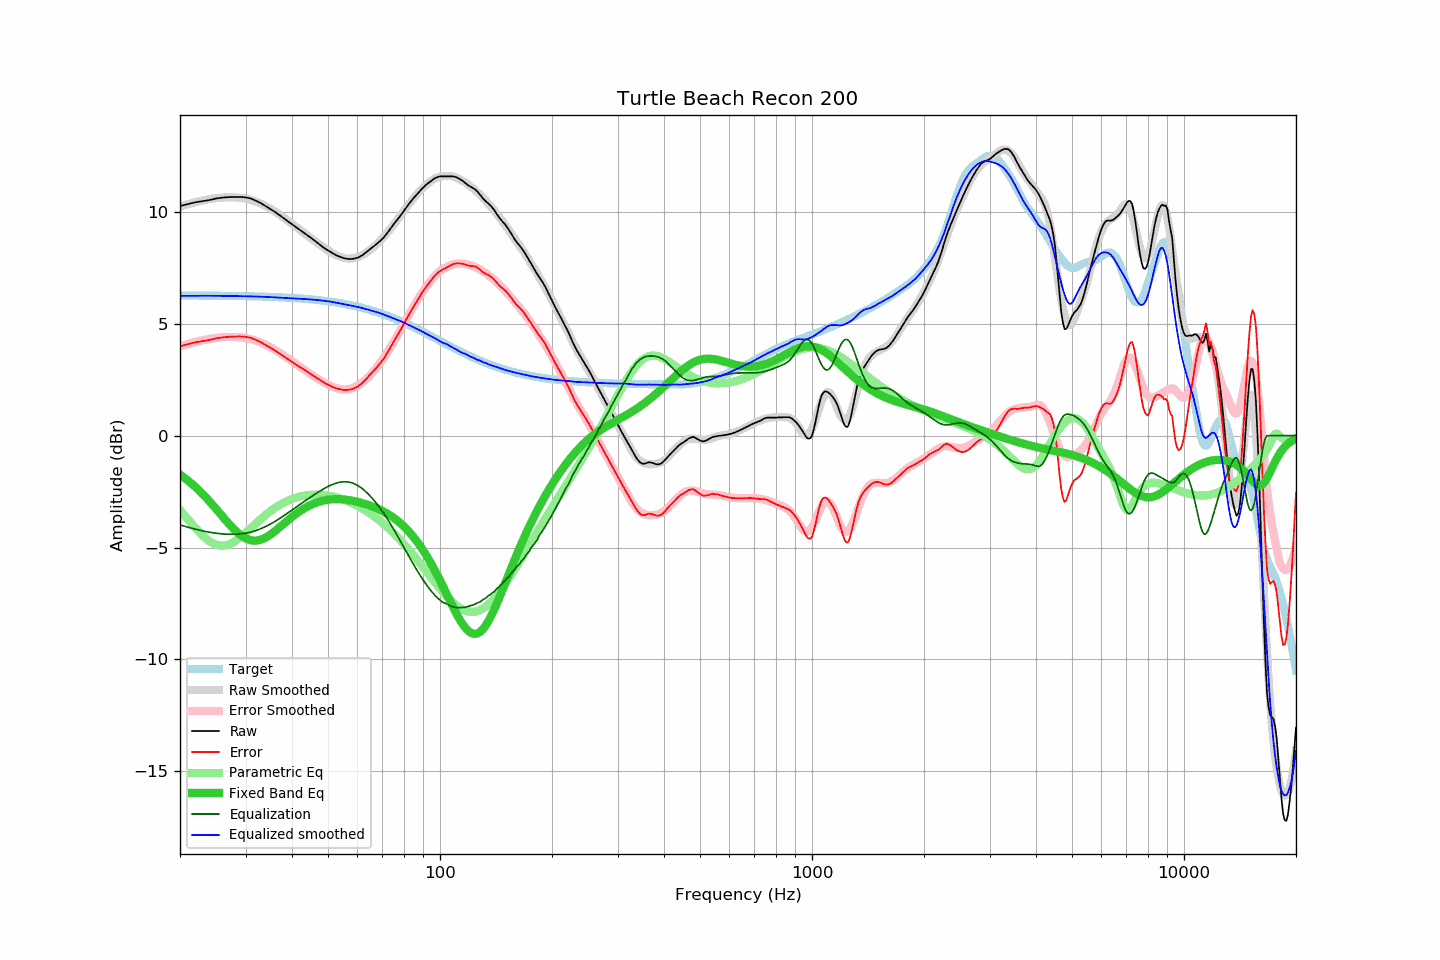 Turtle Beach Recon 200
Amplitude (dBr)
10
5
0
−5
−10
−15
Target
Raw Smoothed
Error Smoothed
Raw
Error
Parametric Eq
Fixed Band Eq
Equalization
Equalized smoothed
100
1000
10000
Frequency (Hz)